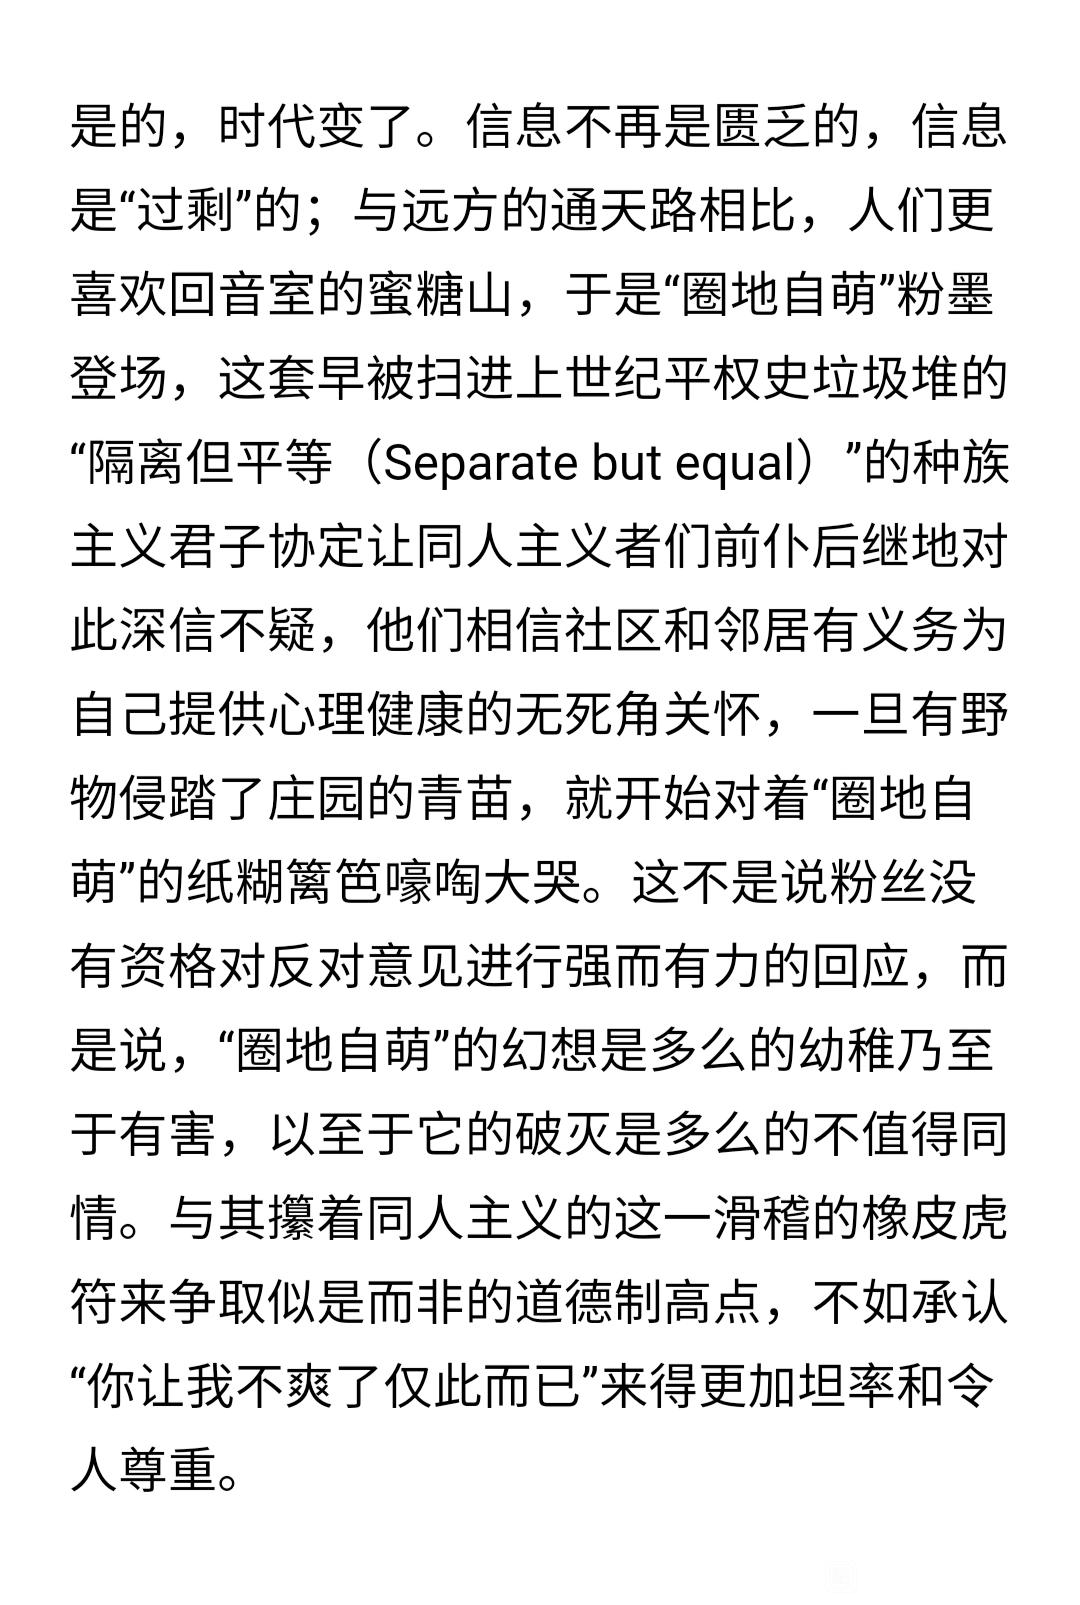 是的，时代变了。信息不再是匮乏的，信息
是“过剩”的；与远方的通天路相比，人们更
喜欢回音室的蜜糖山，于是“圈地自萌”粉墨
登场，这套早被扫进上世纪平权史垃圾堆的
“隔离但平等（Separate but equal）”的种族
主义君子协定让同人主义者们前仆后继地对
此深信不疑，他们相信社区和邻居有义务为
自己提供心理健康的无死角关怀，一旦有野
物侵踏了庄园的青苗，就开始对着“圈地自
萌”的纸糊篱笆嚎啕大哭。这不是说粉丝没
有资格对反对意见进行强而有力的回应，而
是说，“圈地自萌”的幻想是多么的幼稚乃至
于有害，以至于它的破灭是多么的不值得同
情。与其攥着同人主义的这一滑稽的橡皮虎
符来争取似是而非的道德制高点，不如承认
“你让我不爽了仅此而已”来得更加坦率和令
人尊重。